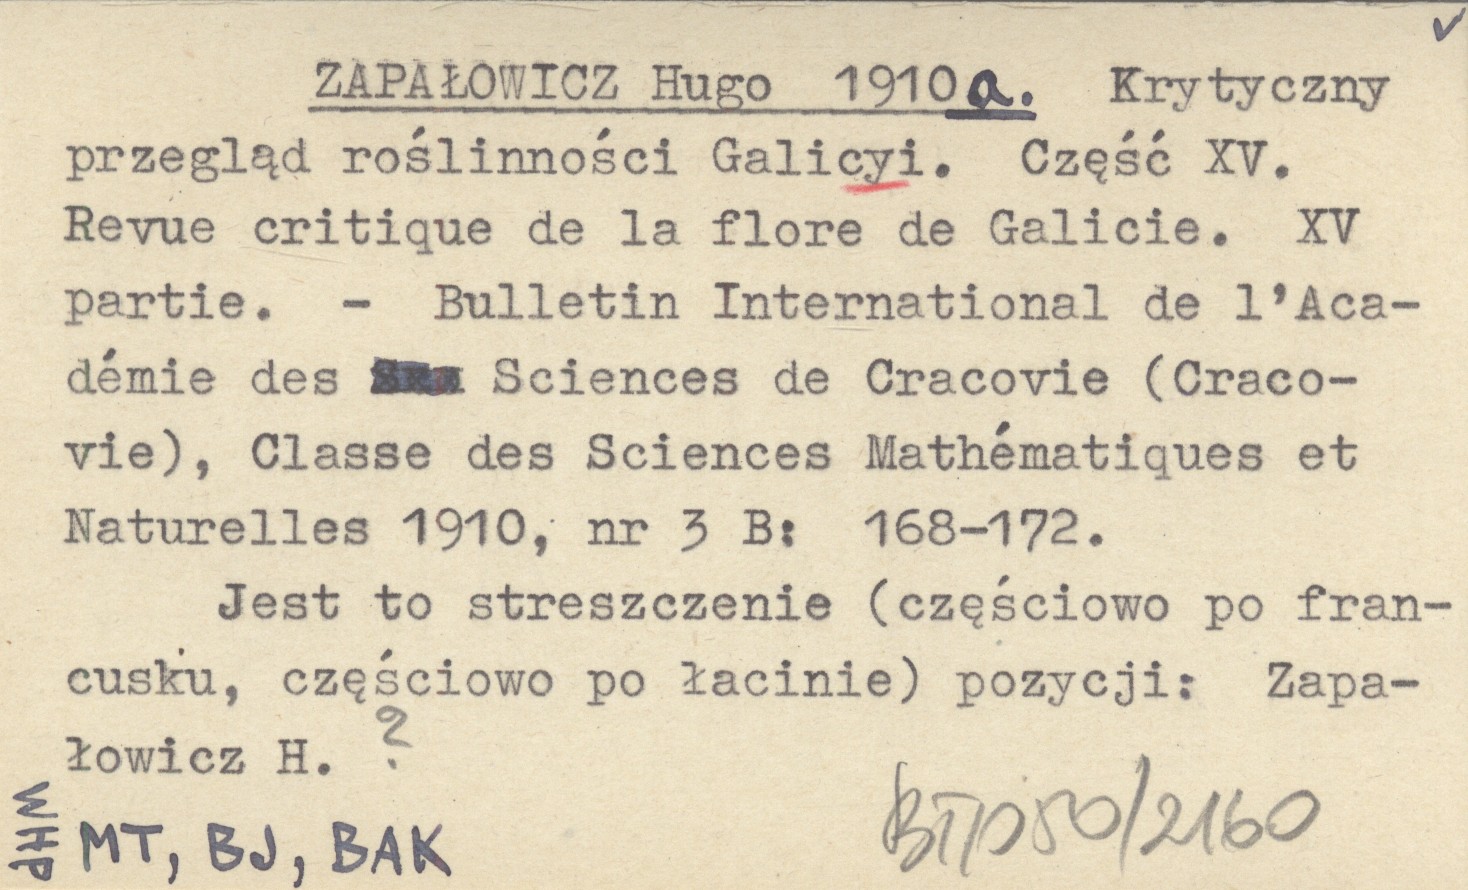 ZAPAŁOWICZ Hugo 1910a. Krytyczny
przegląd roślinności Galicyi. Część XV.
Revue critique de la flore de Galicie. XV
partie. - Bulletin International de l'Aca-
démie des Sciences de Cracovie (Craco-
vie), Classe des Sciences Mathématiques et
Naturelles 1910, nr 3 B: 168-172.
Jest to streszczenie (częściowo po fran-
cusku, częściowo po łacinie) pozycji: Zapa-
łowicz H. ?
WHP
MT, BJ, BAK
/2160